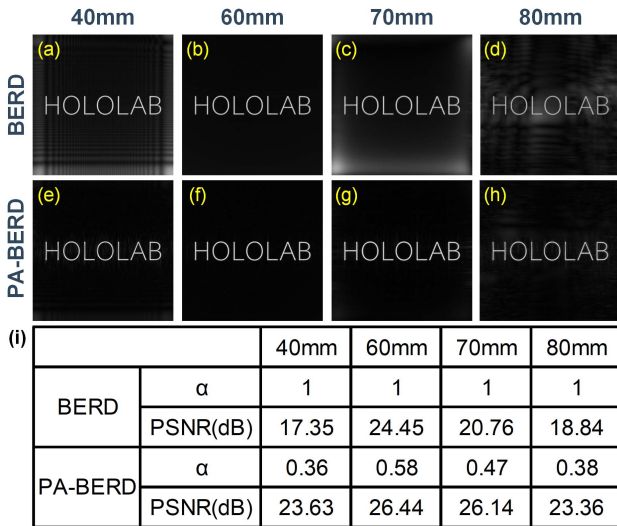 40mm 60mm 70mm 80mm
BERD
(a) (b) (c) (d)
HOLOLAB HOLOLAB HOLOLAB HOLOLAB
PA-BERD
(e) (f) (g) (h)
HOLOLAB HOLOLAB HOLOLAB HOLOLAB
(i)
40mm 60mm 70mm 80mm
BERD
α 1 1 1 1
PSNR(dB) 17.35 24.45 20.76 18.84
PA-BERD
α 0.36 0.58 0.47 0.38
PSNR(dB) 23.63 26.44 26.14 23.36